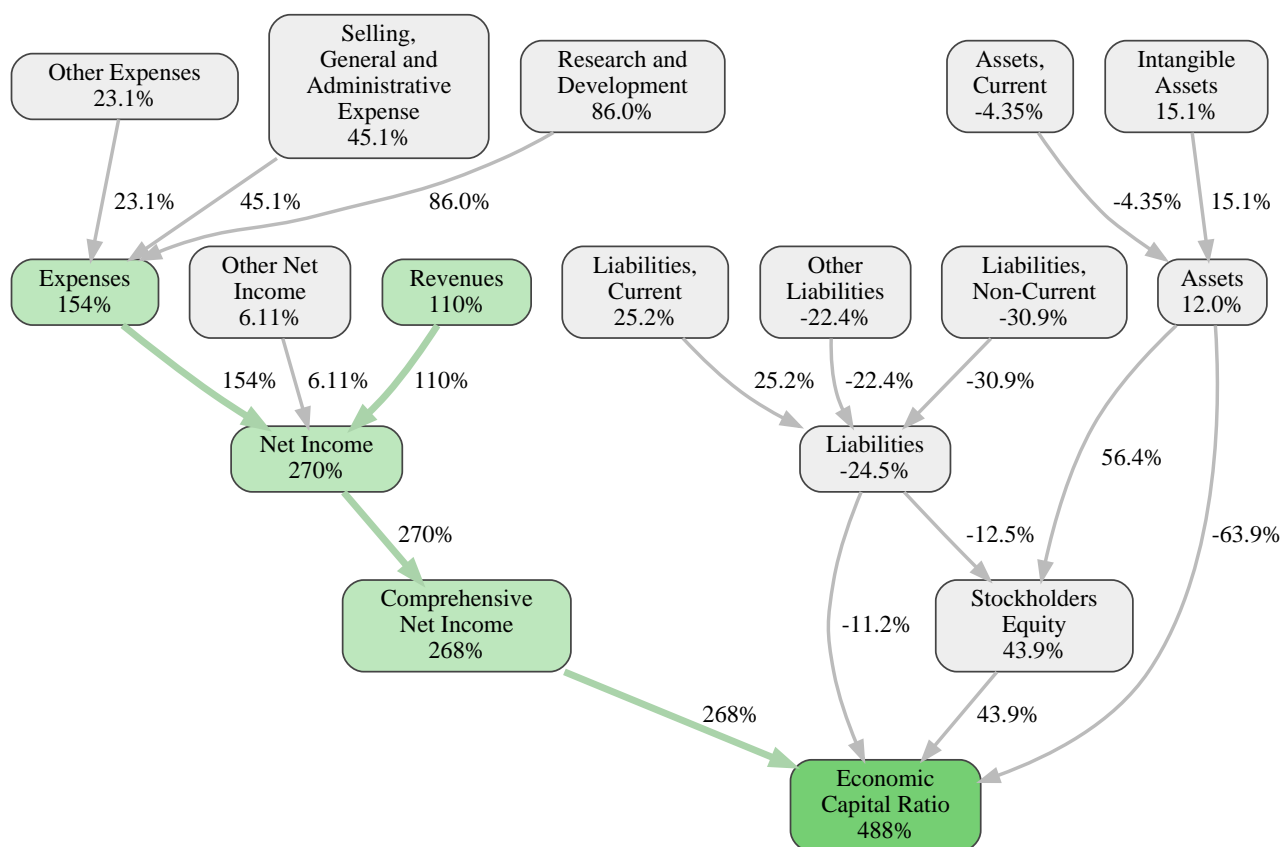 Other Expenses
23.1%
Selling,
General and
Administrative
Expense
45.1%
Research and
Development
86.0%
Assets,
Current
-4.35%
Intangible
Assets
15.1%
23.1%
45.1%
86.0%
-4.35%
15.1%
Expenses
154%
Other Net
Income
6.11%
Revenues
110%
Liabilities,
Current
25.2%
Other
Liabilities
-22.4%
Liabilities,
Non-Current
-30.9%
Assets
12.0%
154%
6.11%
110%
25.2%
-22.4%
-30.9%
Net Income
270%
Liabilities
-24.5%
56.4%
270%
-12.5%
-63.9%
Comprehensive
Net Income
268%
-11.2%
Stockholders
Equity
43.9%
268%
43.9%
Economic
Capital Ratio
488%